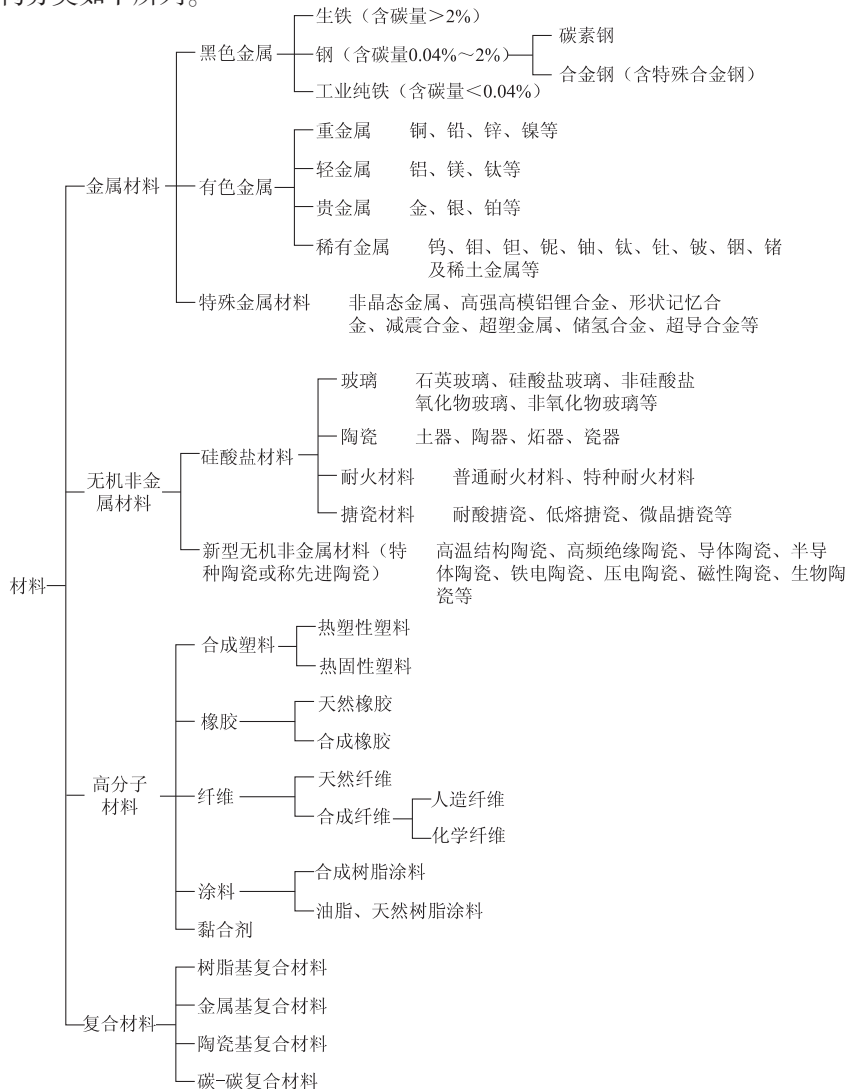 生铁（含碳量＞2%）
碳素钢
黑色金属
钢（含碳量0.04%～2%）
合金钢（含特殊合金钢）
工业纯铁（含碳量＜0.04%）
重金属 铜、铅、锌、镍等
轻金属 铝、镁、钛等
金属材料
有色金属
贵金属 金、银、铂等
稀有金属 钨、钼、钽、铌、铀、钛、钍、铍、铟、锗
及稀土金属等
特殊金属材料 非晶态金属、高强高模铝锂合金、形状记忆合
金、减震合金、超塑金属、储氢合金、超导合金等
玻璃 石英玻璃、硅酸盐玻璃、非硅酸盐
氧化物玻璃、非氧化物玻璃等
陶瓷 土器、陶器、炻器、瓷器
硅酸盐材料
耐火材料 普通耐火材料、特种耐火材料
无机非金
属材料
搪瓷材料 耐酸搪瓷、低熔搪瓷、微晶搪瓷等
新型无机非金属材料（特
种陶瓷或称先进陶瓷）
高温结构陶瓷、高频绝缘陶瓷、导体陶瓷、半导
体陶瓷、铁电陶瓷、压电陶瓷、磁性陶瓷、生物陶
瓷等
材料
热塑性塑料
合成塑料
热固性塑料
天然橡胶
橡胶
合成橡胶
高分子
材料
天然纤维
纤维
人造纤维
合成纤维
化学纤维
合成树脂涂料
涂料
油脂、天然树脂涂料
黏合剂
树脂基复合材料
金属基复合材料
复合材料
陶瓷基复合材料
碳-碳复合材料